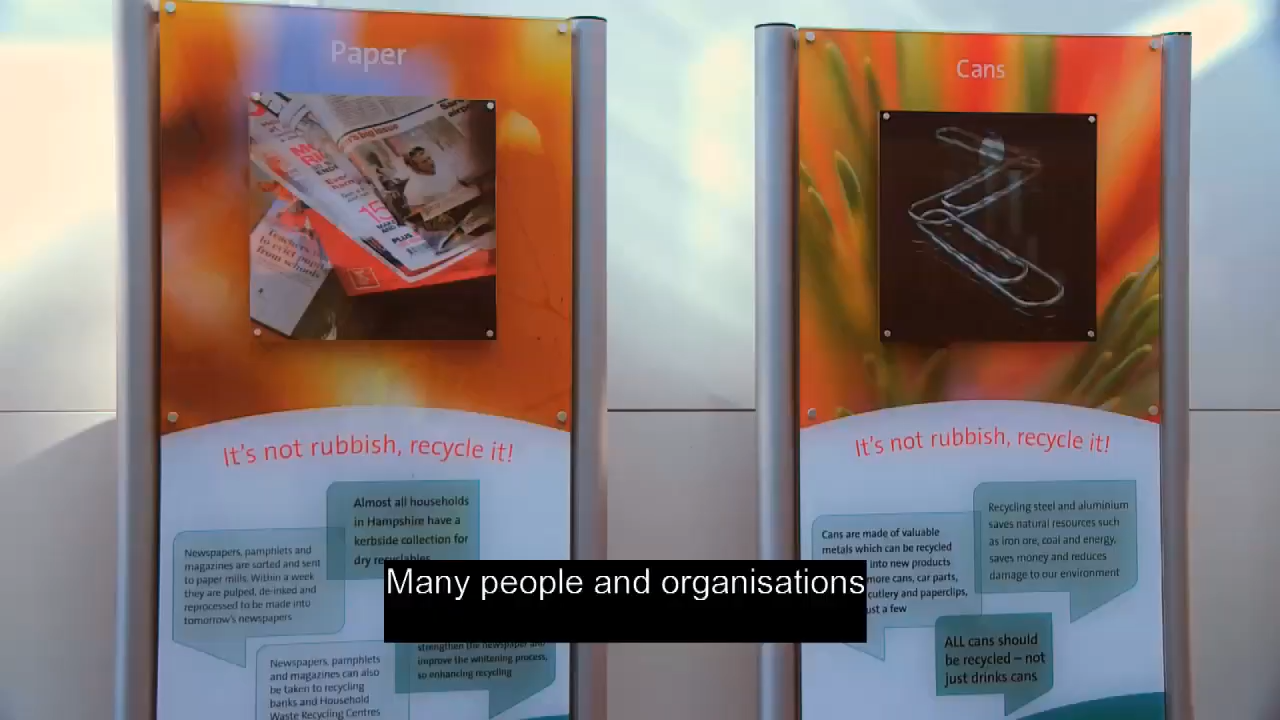 Paper
It's not rubbish, recycle it!
Almost all households
in Hampshire have a
kerbside collection for
dry recyclables
Newspapers, pamphlets and
magazines are sorted and sent
to paper mills. Within a week
they are pulped, de-inked and
reprocessed to be made into
tomorrow's newspapers
strengthen the newspaper and
improve the whitening process,
so enhancing recycling
Newspapers, pamphlets
and magazines can also
be taken to recycling
banks and Household
Waste Recycling Centres
Cans
It's not rubbish, recycle it!
Recycling steel and aluminium
saves natural resources such
as iron ore, coal and energy,
saves money and reduces
damage to our environment
Cans are made of valuable
metals which can be recycled
into new products
more cans, car parts,
cutlery and paperclips,
just a few
ALL cans should
be recycled – not
just drinks cans
Many people and organisations